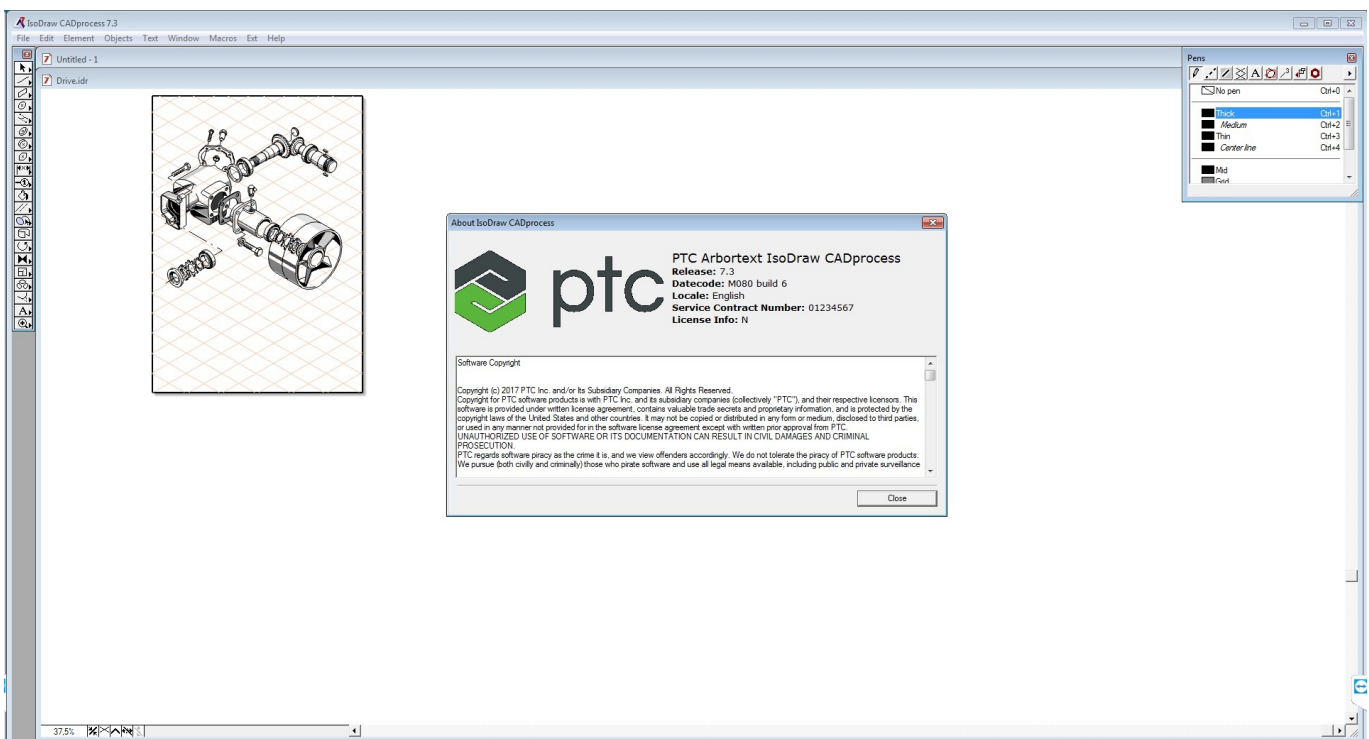 IsoDraw CADprocess 7.3
File Edit Element Objects Text Window Macros Ext Help
Untitled - 1
Drive.idr
Pens
No pen Ctrl+0
Thick Ctrl+1
Medium Ctrl+2
Thin Ctrl+3
Center line Ctrl+4
Mid
Grid
About IsoDraw CADprocess
ptc
PTC Arbortext IsoDraw CADprocess
Release: 7.3
Datecode: M080 build 6
Locale: English
Service Contract Number: 01234567
License Info: N
Software Copyright
Copyright (c) 2017 PTC Inc. and/or Its Subsidiary Companies. All Rights Reserved.
Copyright for PTC software products is with PTC Inc. and its subsidiary companies (collectively "PTC"), and their respective licensors. This
software is provided under written license agreement, contains valuable trade secrets and proprietary information, and is protected by the
copyright laws of the United States and other countries. It may not be copied or distributed in any form or medium, disclosed to third parties,
or used in any manner not provided for in the software license agreement except with written prior approval from PTC.
UNAUTHORIZED USE OF SOFTWARE OR ITS DOCUMENTATION CAN RESULT IN CIVIL DAMAGES AND CRIMINAL
PROSECUTION.
PTC regards software piracy as the crime it is, and we view offenders accordingly. We do not tolerate the piracy of PTC software products.
We pursue (both civilly and criminally) those who pirate software and use all legal means available, including public and private surveillance
Close
37.5%